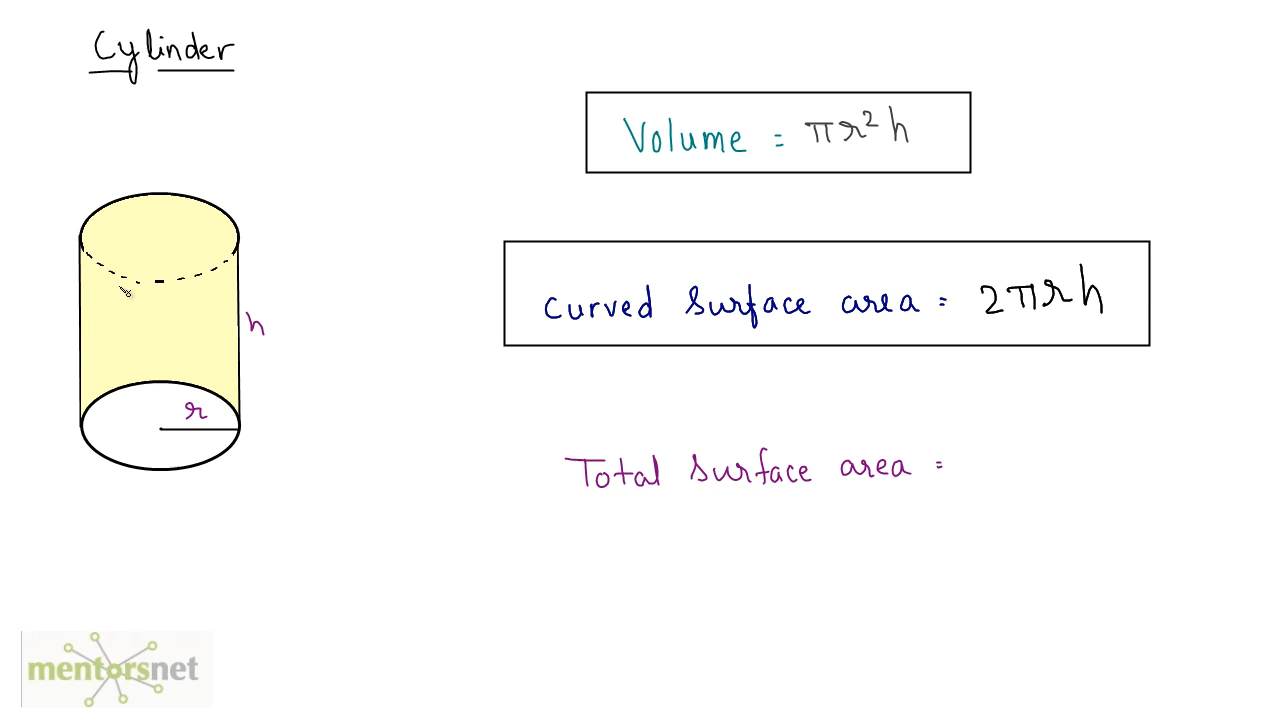 Cylinder
Volume = πr²h
Curved Surface area = 2πrh
h
r
Total Surface area =
mentorsnet